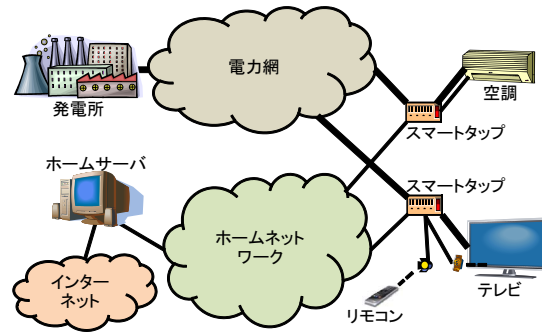 発電所
電力網
空調
スマートタップ
ホームサーバ
スマートタップ
ホームネット
ワーク
インター
ネット
リモコン
テレビ